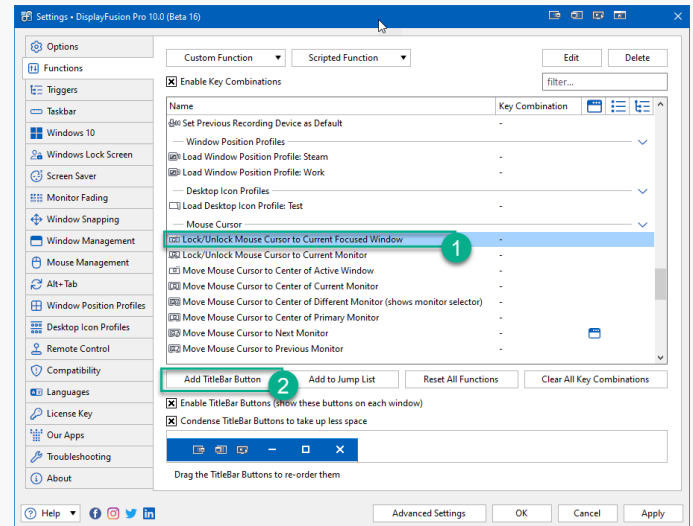 Settings • DisplayFusion Pro 10.0 (Beta 16)
Options
Functions
Triggers
Taskbar
Windows 10
Windows Lock Screen
Screen Saver
Monitor Fading
Window Snapping
Window Management
Mouse Management
Alt+Tab
Window Position Profiles
Desktop Icon Profiles
Remote Control
Compatibility
Languages
License Key
Our Apps
Troubleshooting
About
Custom Function Scripted Function Edit Delete
Enable Key Combinations filter...
Name Key Combination
Set Previous Recording Device as Default -
Window Position Profiles
Load Window Position Profile: Steam -
Load Window Position Profile: Work -
Desktop Icon Profiles
Load Desktop Icon Profile: Test -
Mouse Cursor
Lock/Unlock Mouse Cursor to Current Focused Window -
1
Lock/Unlock Mouse Cursor to Current Monitor -
Move Mouse Cursor to Center of Active Window -
Move Mouse Cursor to Center of Current Monitor -
Move Mouse Cursor to Center of Different Monitor (shows monitor selector) -
Move Mouse Cursor to Center of Primary Monitor -
Move Mouse Cursor to Next Monitor -
Move Mouse Cursor to Previous Monitor -
Add TitleBar Button Add to Jump List Reset All Functions Clear All Key Combinations
2
Enable TitleBar Buttons (show these buttons on each window)
Condense TitleBar Buttons to take up less space
Drag the TitleBar Buttons to re-order them
Help Advanced Settings OK Cancel Apply